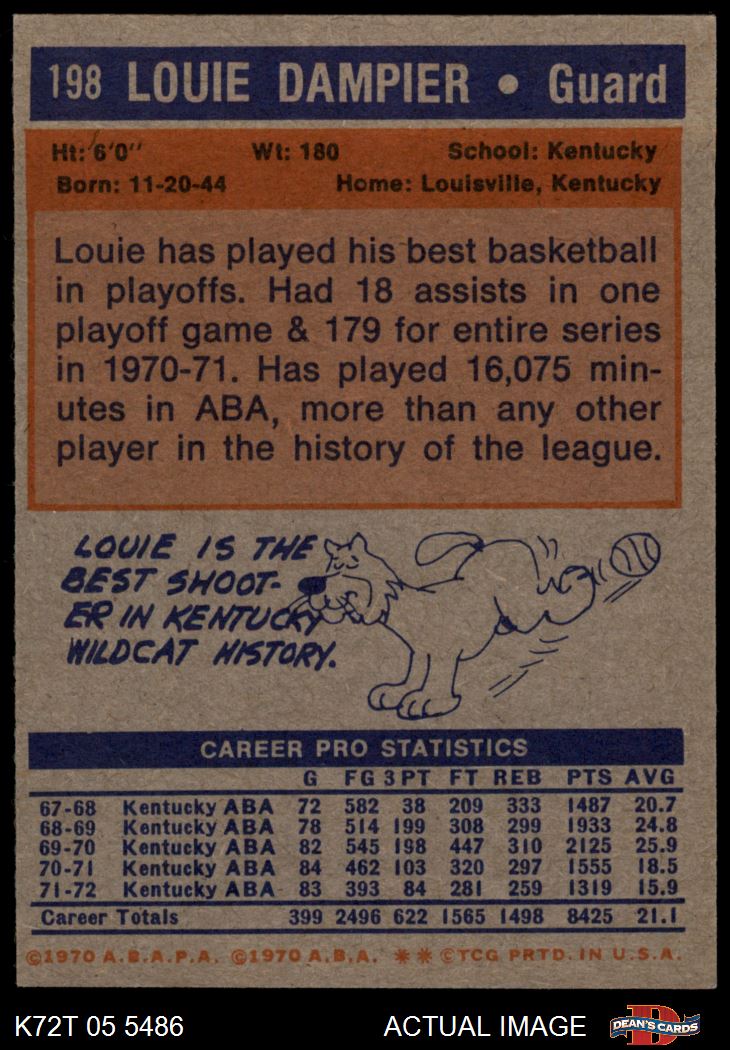 198 LOUIE DAMPIER • Guard
Ht: 6'0" Wt: 180 School: Kentucky
Born: 11-20-44 Home: Louisville, Kentucky
Louie has played his best basketball
in playoffs. Had 18 assists in one
playoff game & 179 for entire series
in 1970-71. Has played 16,075 min-
utes in ABA, more than any other
player in the history of the league.
LOUIE IS THE
BEST SHOOT-
ER IN KENTUCKY
WILDCAT HISTORY.
CAREER PRO STATISTICS
G FG 3PT FT REB PTS AVG
67-68 Kentucky ABA 72 582 38 209 333 1487 20.7
68-69 Kentucky ABA 78 514 199 308 299 1933 24.8
69-70 Kentucky ABA 82 545 198 447 310 2125 25.9
70-71 Kentucky ABA 84 462 103 320 297 1555 18.5
71-72 Kentucky ABA 83 393 84 281 259 1319 15.9
Career Totals 399 2496 622 1565 1498 8425 21.1
©1970 A.B.A.P.A. ©1970 A.B.A. ** ©TCG PRTD. IN U.S.A.
K72T 05 5486 ACTUAL IMAGE DEAN'S CARDS